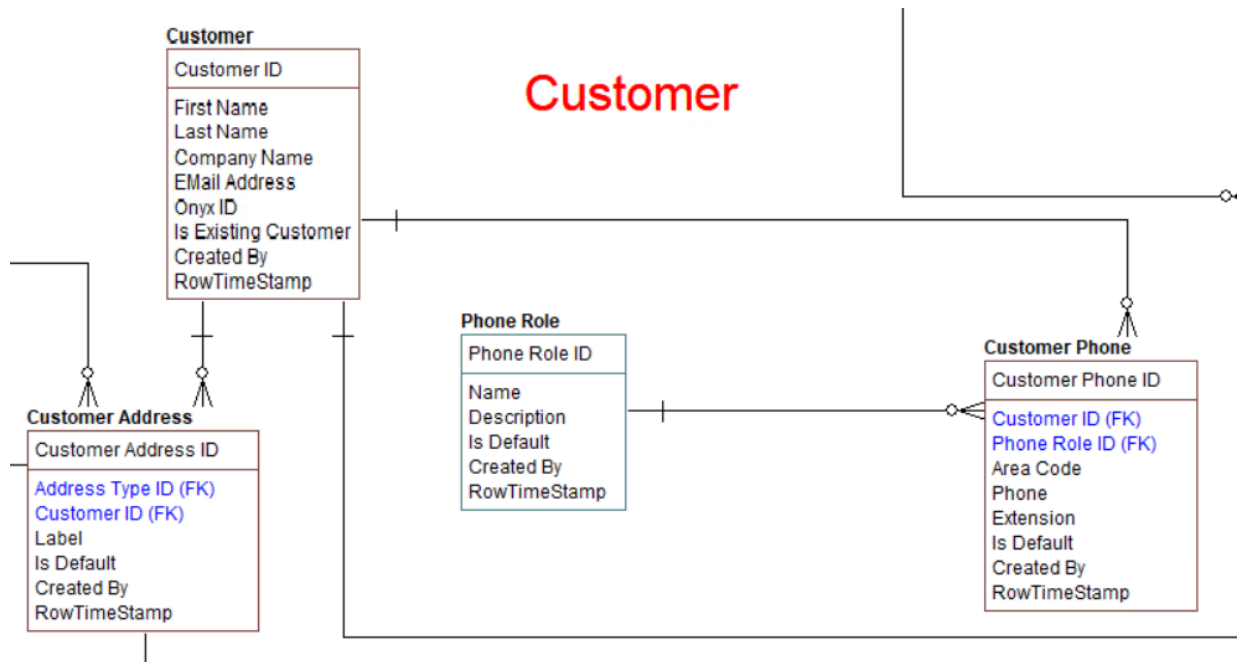 Customer
Customer ID
First Name
Last Name
Company Name
EMail Address
Onyx ID
Is Existing Customer
Created By
RowTimeStamp
Customer
Phone Role
Phone Role ID
Name
Description
Is Default
Created By
RowTimeStamp
Customer Phone
Customer Phone ID
Customer ID (FK)
Phone Role ID (FK)
Area Code
Phone
Extension
Is Default
Created By
RowTimeStamp
Customer Address
Customer Address ID
Address Type ID (FK)
Customer ID (FK)
Label
Is Default
Created By
RowTimeStamp